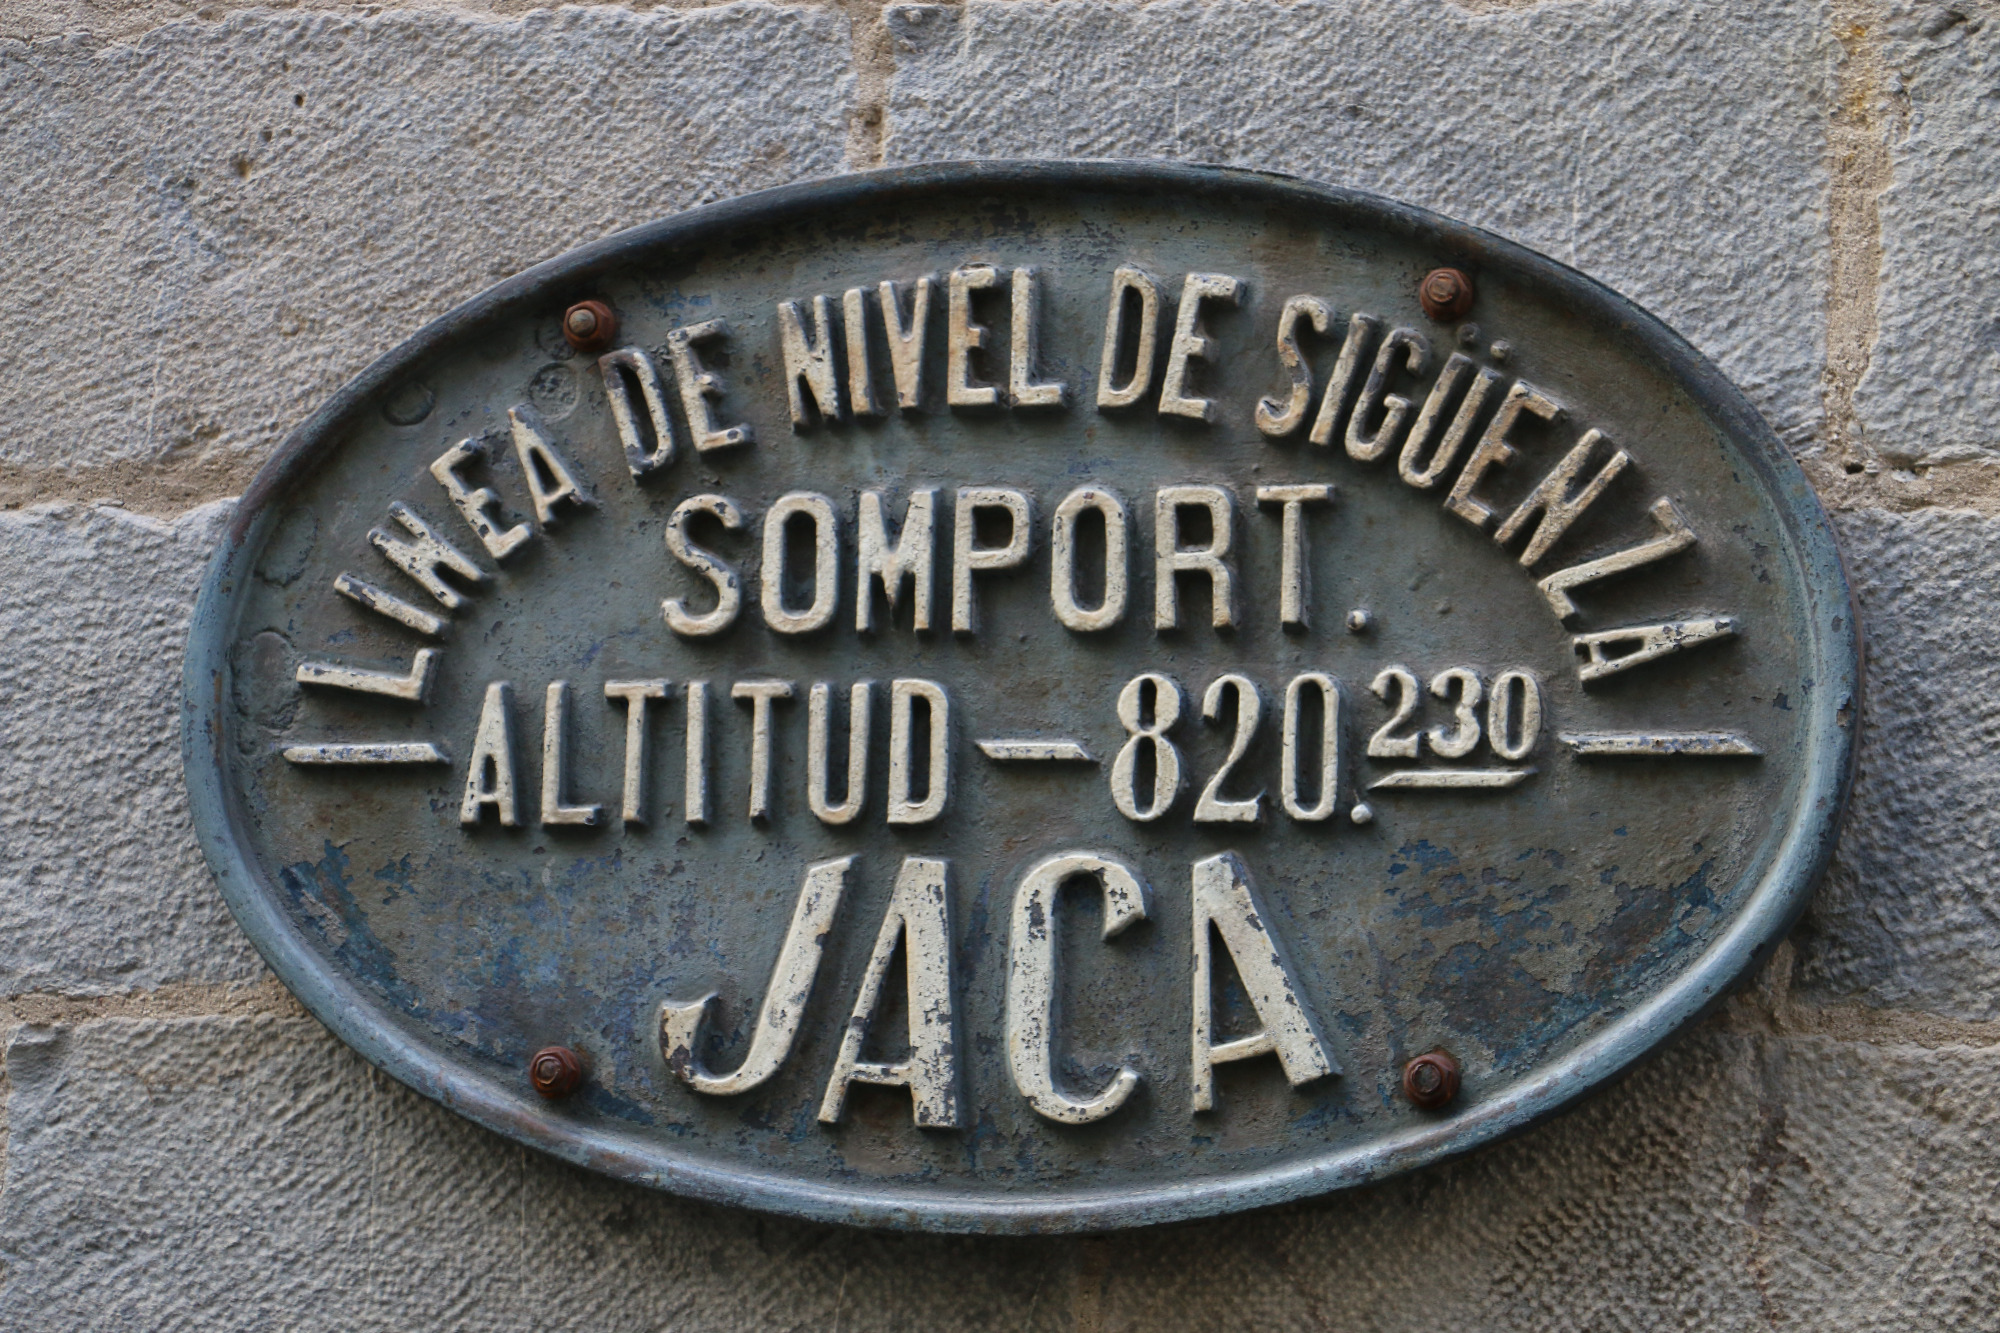 LINEA DE NIVEL DE SIGÜENZA
SOMPORT.
ALTITUD — 820.230
JACA